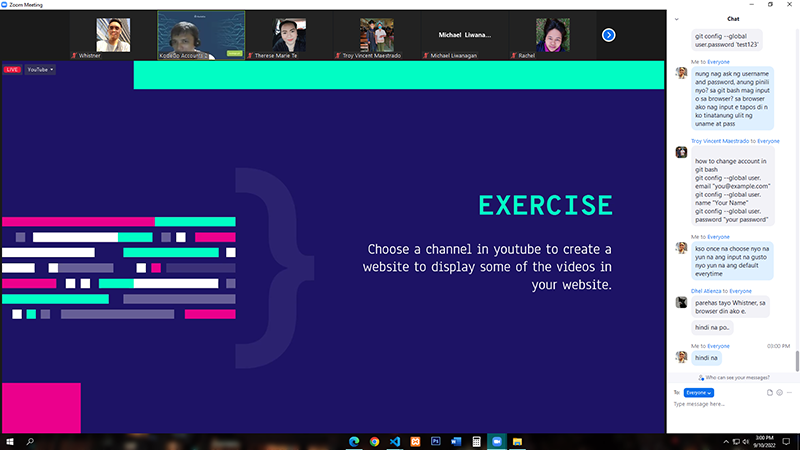 Zoom Meeting
Whistner
KodeGo Accounts 2
Therese Marie Te
Troy Vincent Maestrado
Michael Liwana...
Michael Liwanagan
Rachel
LIVE YouTube
EXERCISE
Choose a channel in youtube to create a
website to display some of the videos in
your website.
Chat
git config --global
user.password 'test123'
Me to Everyone
nung nag ask ng username
and password, anung pinili
nyo? sa git bash mag input
o sa browser? sa browser
ako nag input e tapos di n
ko tinatanung ulit ng
uname at pass
Troy Vincent Maestrado to Everyone
how to change account in
git bash
git config --global user.
email "you@example.com"
git config --global user.
name "Your Name"
git config --global user.
password "your password"
Me to Everyone
kso once na choose nyo na
yun na ang input na gusto
nyo yun na ang default
everytime
Dhel Atienza to Everyone
parehas tayo Whistner, sa
browser din ako e.
hindi na po..
Me to Everyone 03:00 PM
hindi na
Who can see your messages?
To: Everyone
Type message here...
3:00 PM
9/10/2022